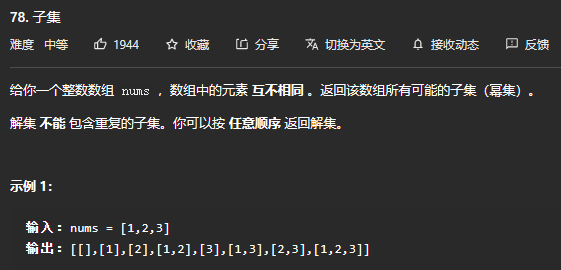 78. 子集
难度 中等 1944 收藏 分享 切换为英文 接收动态 反馈
给你一个整数数组 nums ，数组中的元素 互不相同 。返回该数组所有可能的子集（幂集）。
解集 不能 包含重复的子集。你可以按 任意顺序 返回解集。
示例 1：
输入：nums = [1,2,3]
输出：[[],[1],[2],[1,2],[3],[1,3],[2,3],[1,2,3]]